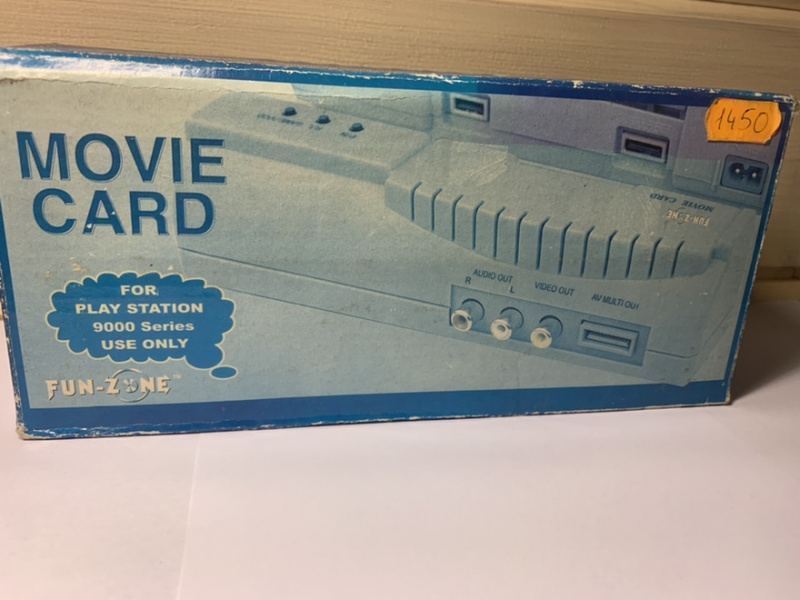 MOVIE
CARD
1450
FOR
PLAY STATION
9000 Series
USE ONLY
FUN-ZONE™
AUDIO OUT
R
L
VIDEO OUT
AV MULTI OUT
MOVIE CARD
FUN-ZONE